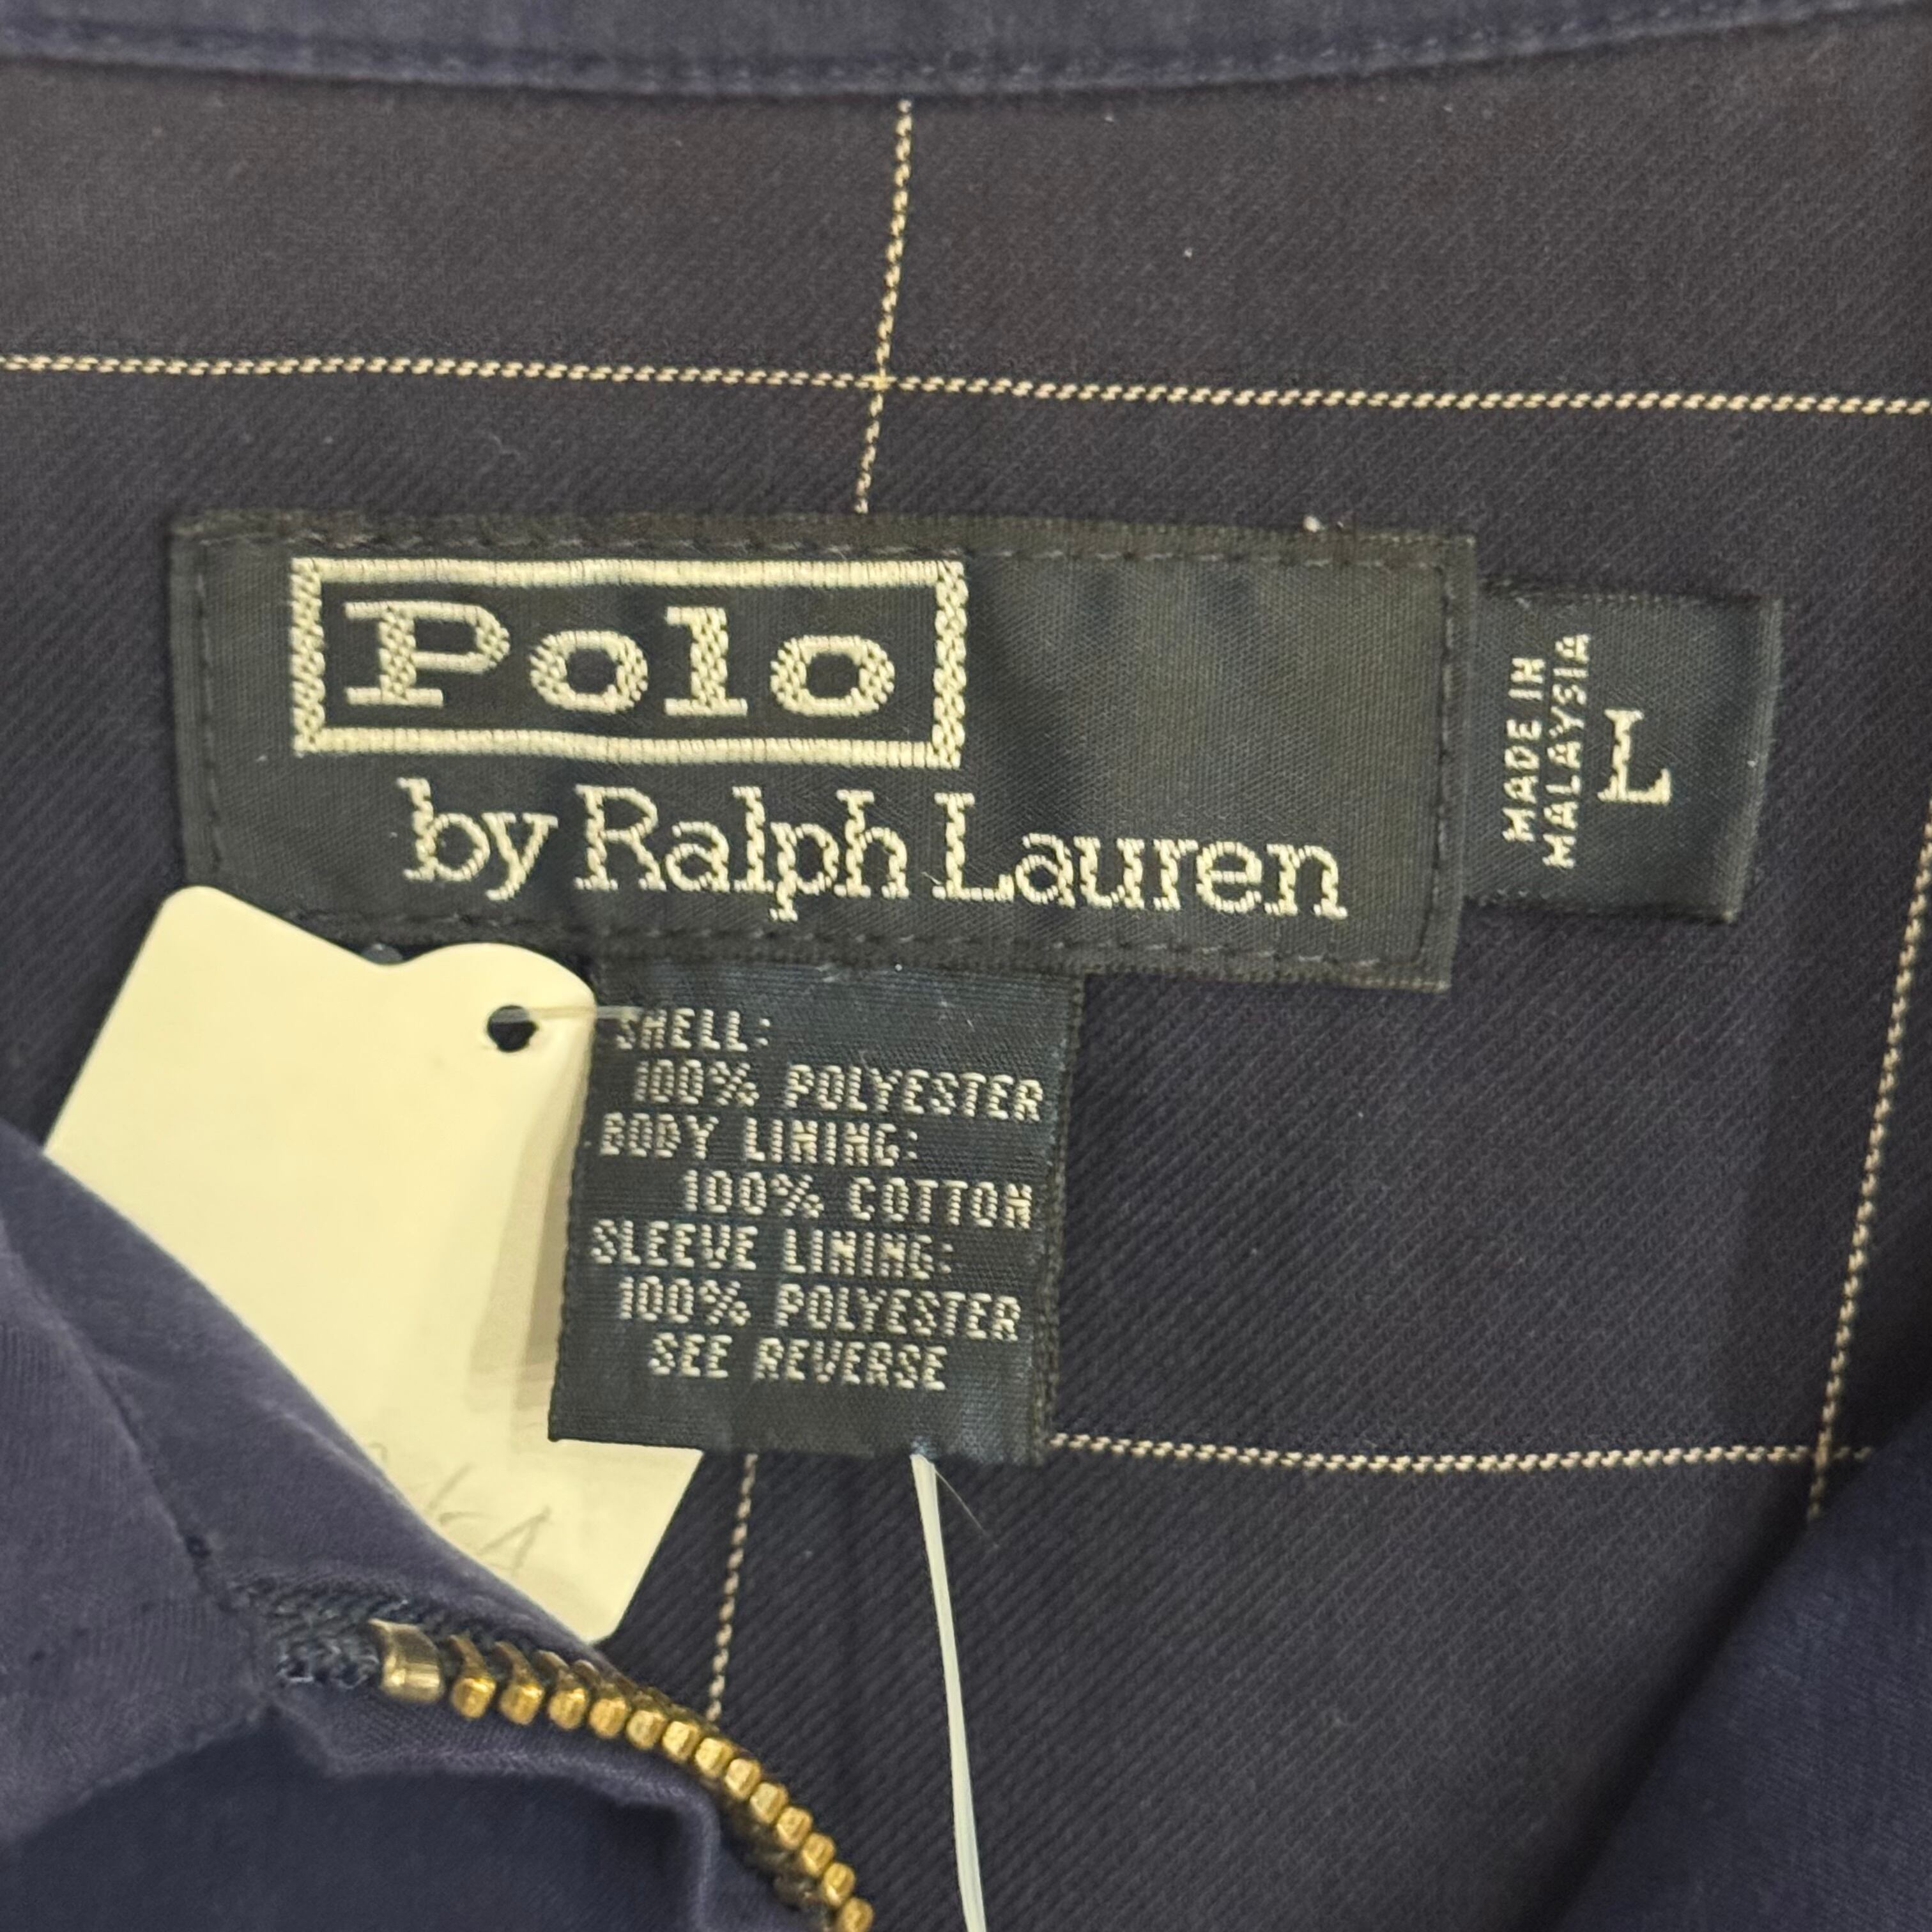 Polo
by Ralph Lauren
MADE IN
MALAYSIA
L
SHELL:
100% POLYESTER
BODY LINING:
100% COTTON
SLEEVE LINING:
100% POLYESTER
SEE REVERSE